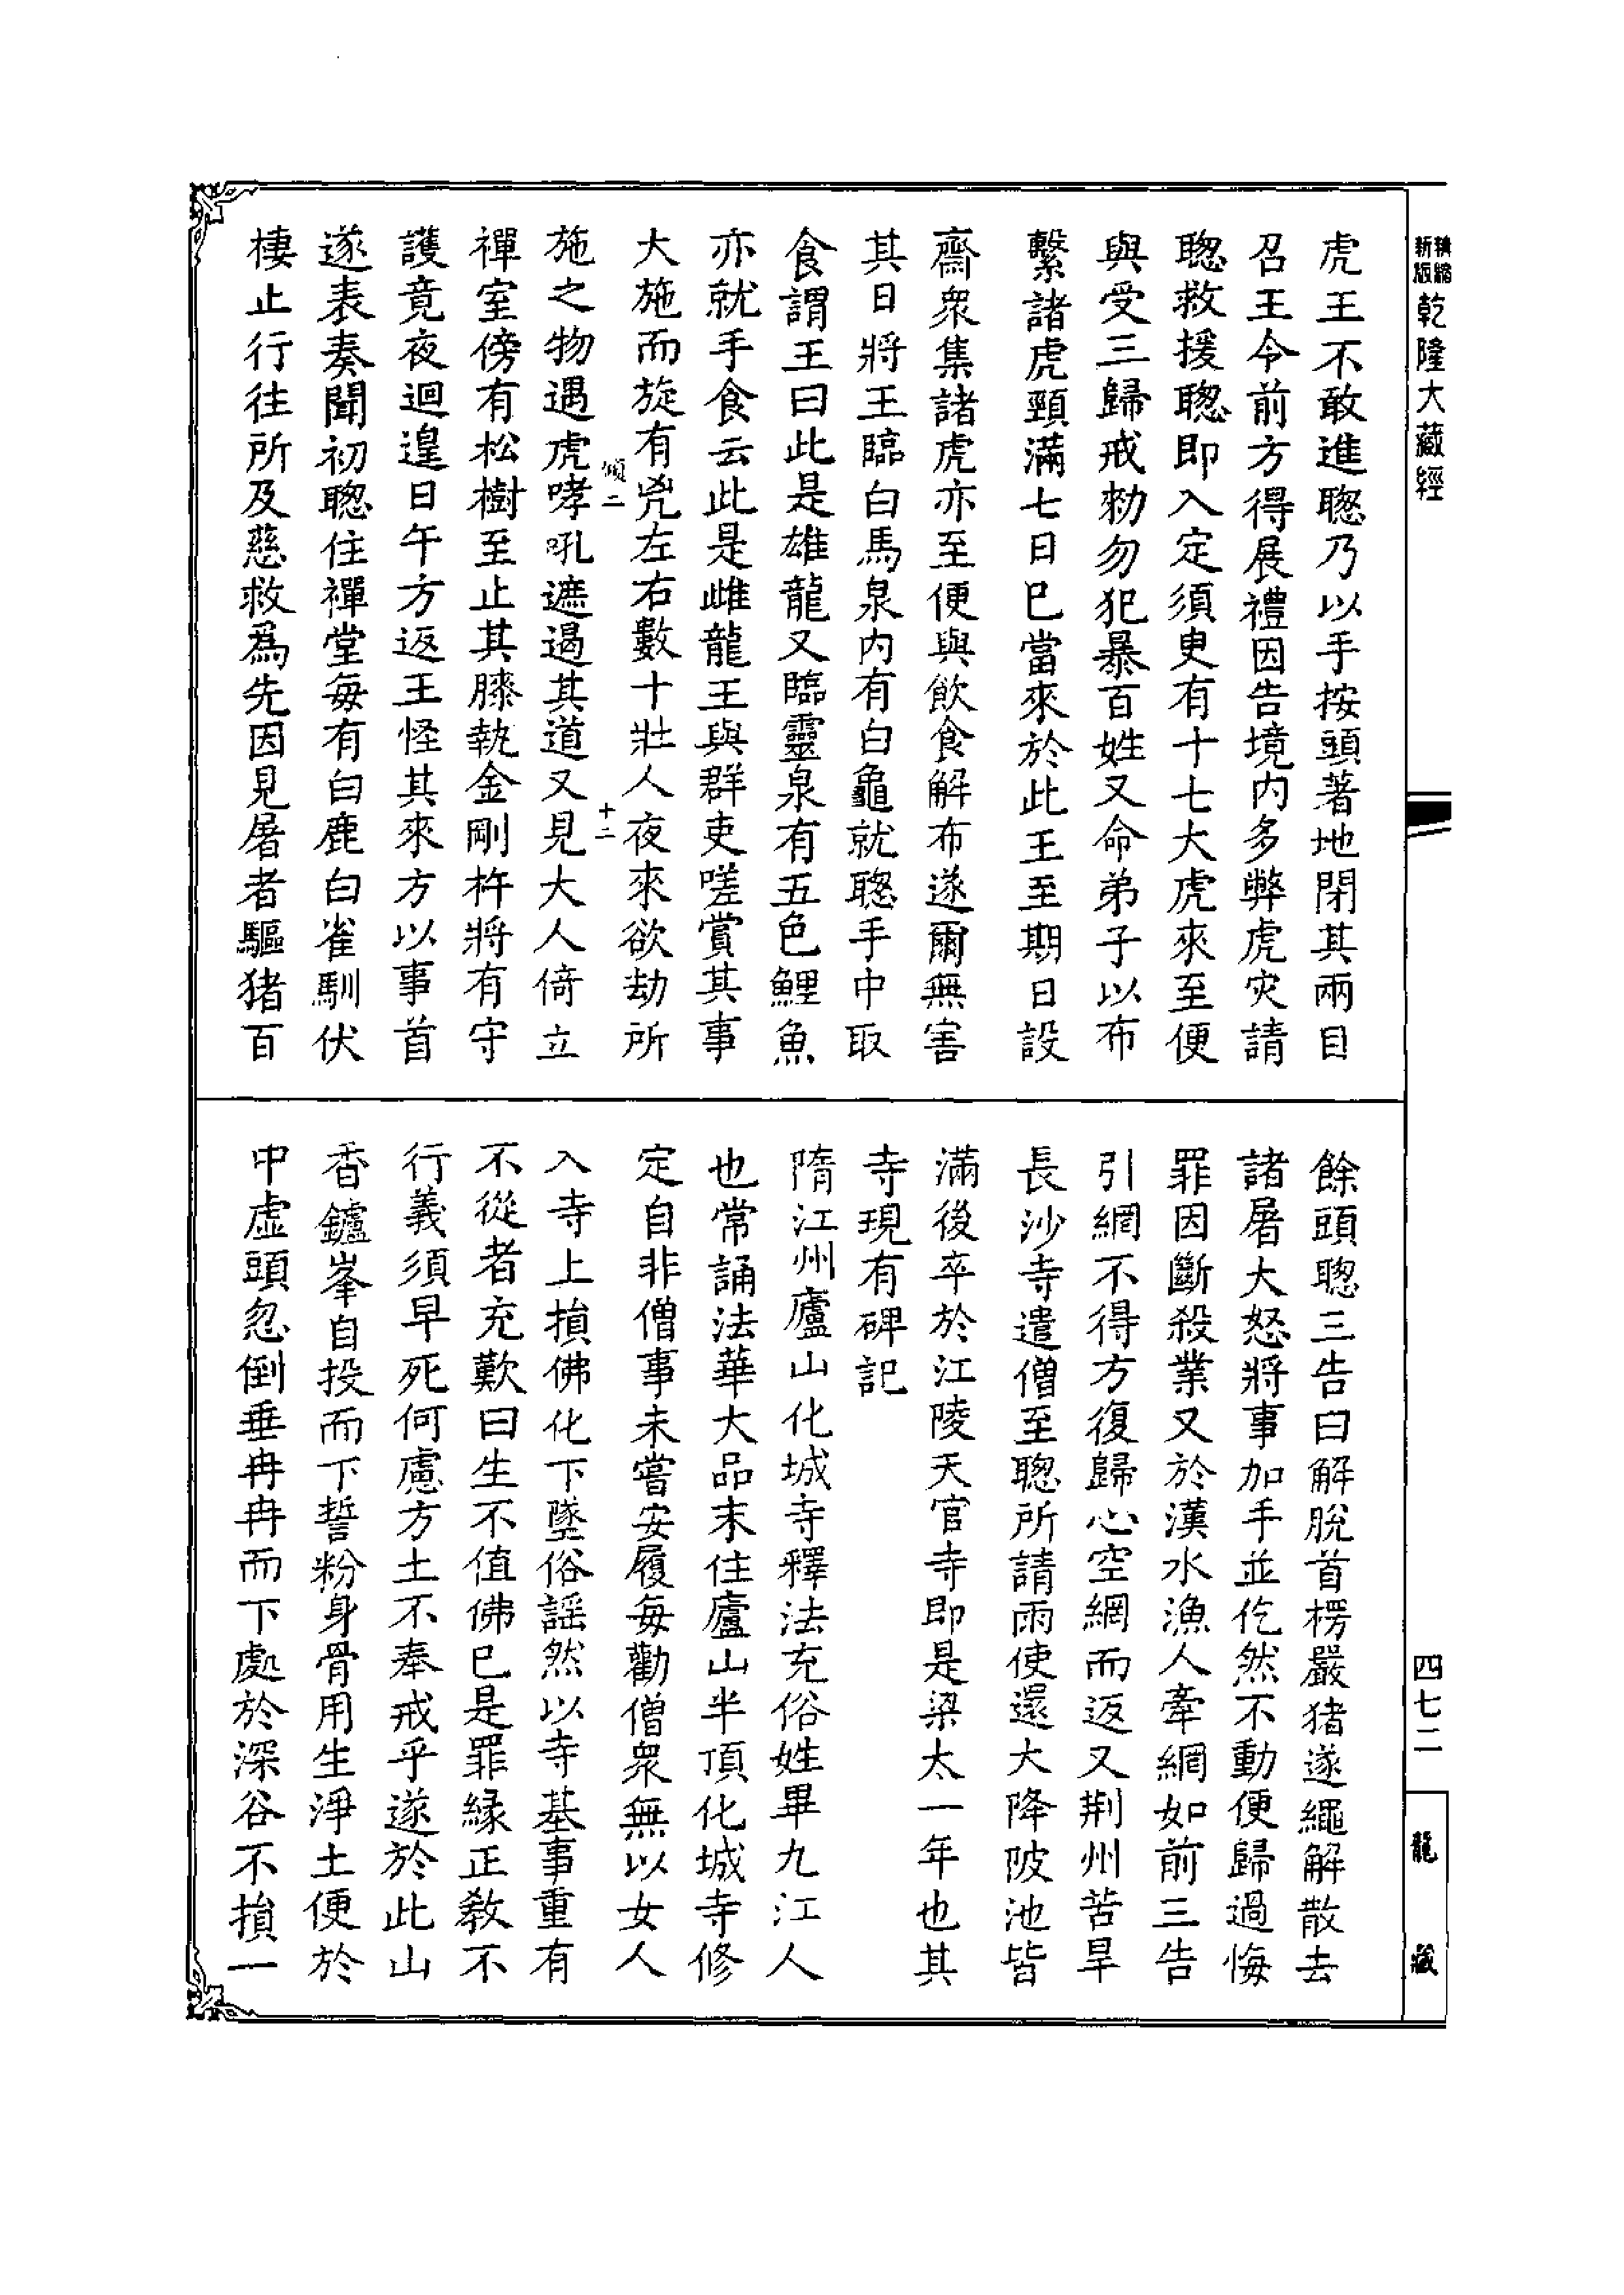 精縮
新版
乾隆大藏經
虎王不敢進聰乃以手按頭著地閉其兩目
召王令前方得展禮因告境內多弊虎灾請
聰救援聰即入定須臾有十七大虎來至便
與受三歸戒勑勿犯暴百姓又命弟子以布
繫諸虎頸滿七日巳當來於此王至期日設
齋眾集諸虎亦至便與飲食解布遂爾無害
其日將王臨白馬泉內有白龜就聰手中取
食謂王曰此是雄龍又臨靈泉有五色鯉魚
亦就手食云此是雌龍王與群吏嗟賞其事
大施而旋有兇左右數十壯人夜來欲劫所
傾二
十二
施之物遇虎哮吼遮遏其道又見大人倚立
禪室傍有松樹至止其膝執金剛杵將有守
護竟夜迴遑日午方返王怪其來方以事首
遂表奏聞初聰住禪堂每有白鹿白雀馴伏
棲止行往所及慈救為先因見屠者驅猪百
餘頭聰三告曰解脫首楞嚴猪遂繩解散去
諸屠大怒將事加手並仡然不動便歸過悔
罪因斷殺業又於漢水漁人牽網如前三告
引網不得方復歸心空網而返又荆州苦旱
長沙寺遣僧至聰所請雨使還大降陂池皆
滿後卒於江陵天官寺即是梁太一年也其
寺現有碑記
隋江州廬山化城寺釋法充俗姓畢九江人
也常誦法華大品末住廬山半頂化城寺修
定自非僧事未嘗安履每勸僧眾無以女人
入寺上損佛化下墜俗謡然以寺基事重有
不從者充歎曰生不值佛巳是罪緣正教不
行義須早死何慮方土不奉戒乎遂於此山
香鑪峯自投而下誓粉身骨用生淨土便於
中虛頭忽倒垂冉冉而下處於深谷不損一
四七二
龍藏